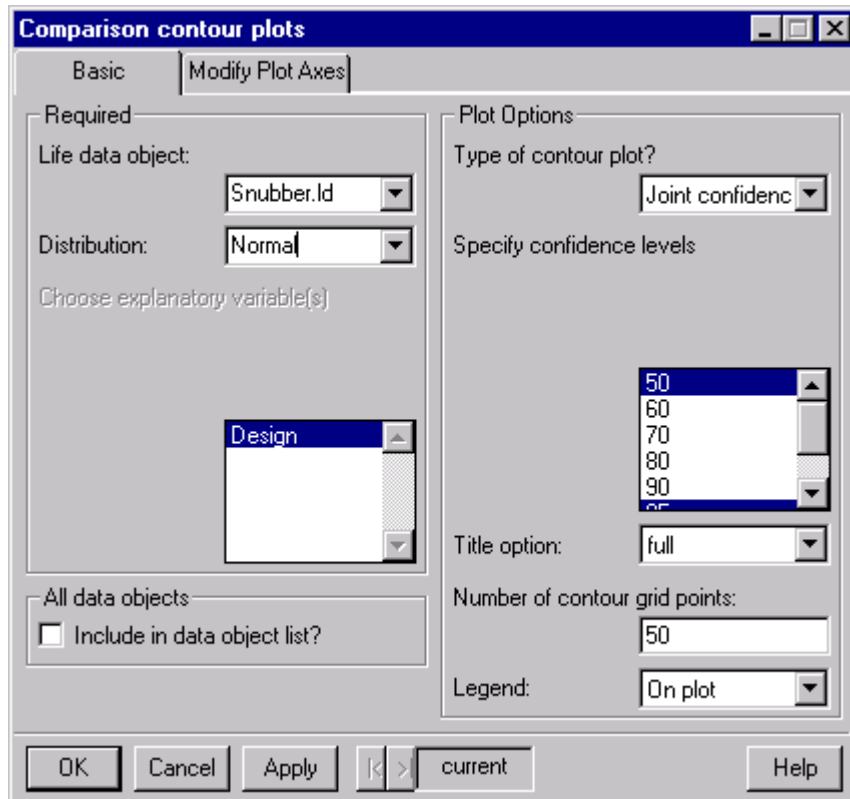 Comparison contour plots
Basic
Modify Plot Axes
Required
Life data object:
Snubber.ld
Distribution:
Normal
Choose explanatory variable(s)
Design
All data objects
Include in data object list?
Plot Options
Type of contour plot?
Joint confidenc
Specify confidence levels
50
60
70
80
90
95
Title option:
full
Number of contour grid points:
50
Legend:
On plot
OK
Cancel
Apply
current
Help